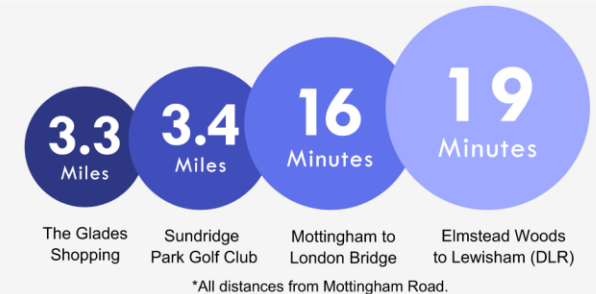 3.3
Miles
3.4
Miles
16
Minutes
19
Minutes
The Glades
Shopping
Sundridge
Park Golf Club
Mottingham to
London Bridge
Elmstead Woods
to Lewisham (DLR)
*All distances from Mottingham Road.